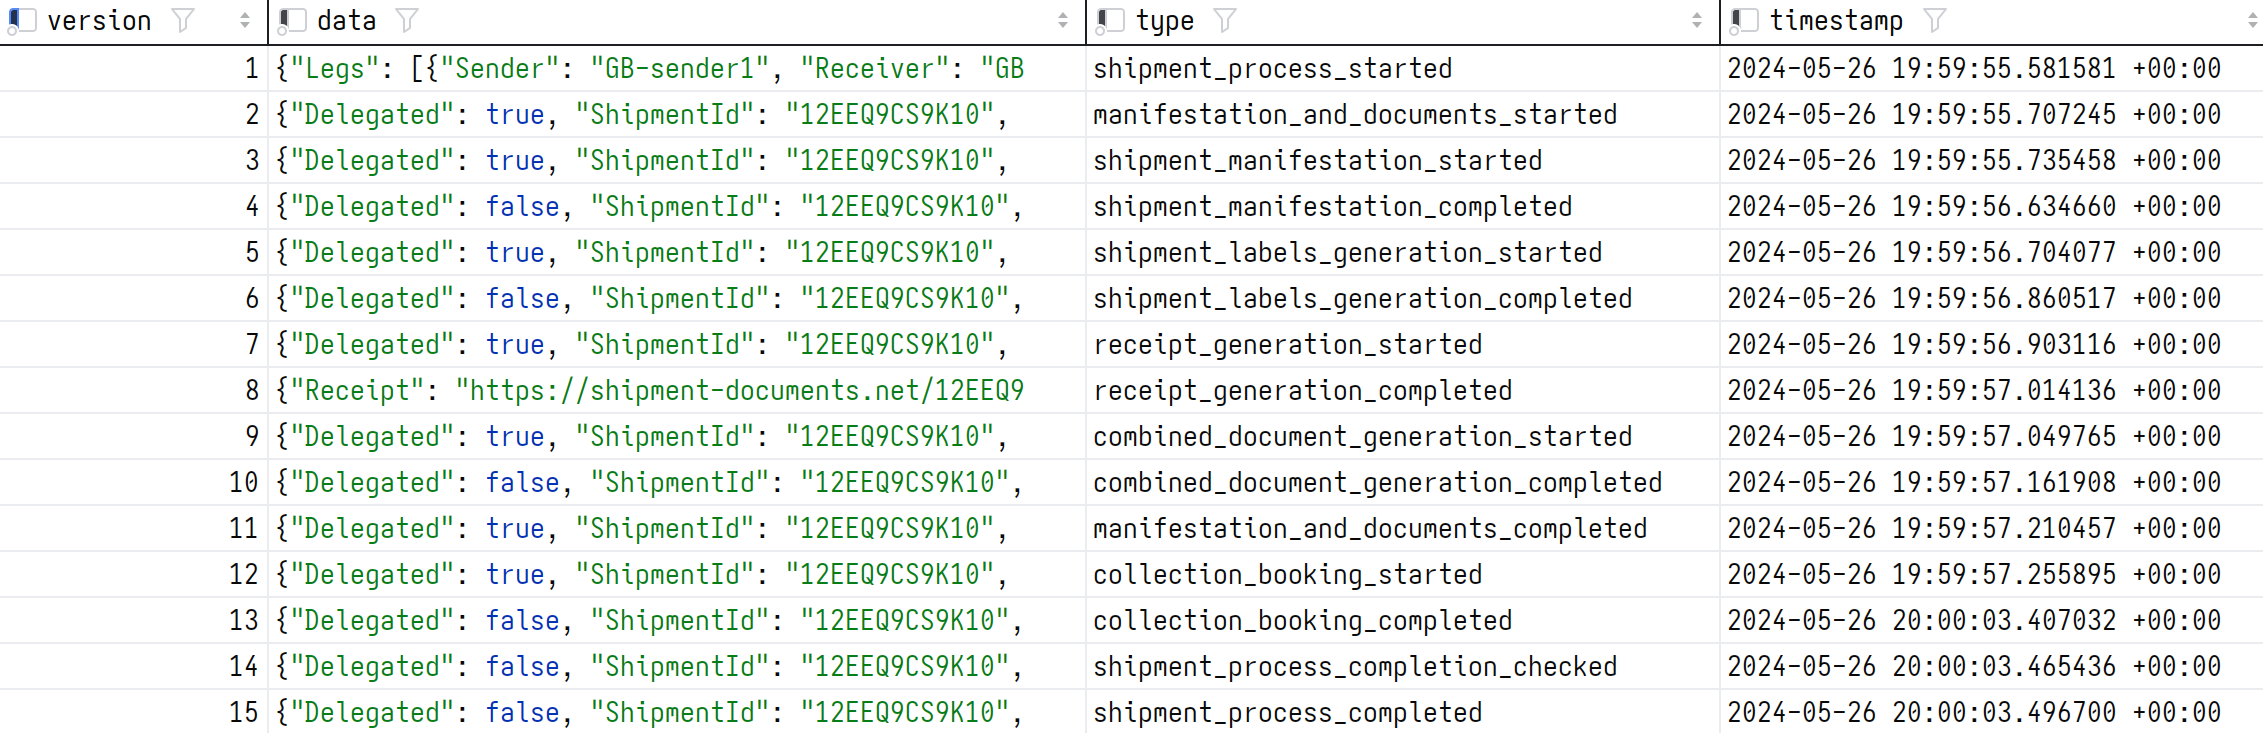 version data type timestamp
1 {"Legs": [{"Sender": "GB-sender1", "Receiver": "GB shipment_process_started 2024-05-26 19:59:55.581581 +00:00
2 {"Delegated": true, "ShipmentId": "12EEQ9CS9K10", manifestation_and_documents_started 2024-05-26 19:59:55.707245 +00:00
3 {"Delegated": true, "ShipmentId": "12EEQ9CS9K10", shipment_manifestation_started 2024-05-26 19:59:55.735458 +00:00
4 {"Delegated": false, "ShipmentId": "12EEQ9CS9K10", shipment_manifestation_completed 2024-05-26 19:59:56.634660 +00:00
5 {"Delegated": true, "ShipmentId": "12EEQ9CS9K10", shipment_labels_generation_started 2024-05-26 19:59:56.704077 +00:00
6 {"Delegated": false, "ShipmentId": "12EEQ9CS9K10", shipment_labels_generation_completed 2024-05-26 19:59:56.860517 +00:00
7 {"Delegated": true, "ShipmentId": "12EEQ9CS9K10", receipt_generation_started 2024-05-26 19:59:56.903116 +00:00
8 {"Receipt": "https://shipment-documents.net/12EEQ9 receipt_generation_completed 2024-05-26 19:59:57.014136 +00:00
9 {"Delegated": true, "ShipmentId": "12EEQ9CS9K10", combined_document_generation_started 2024-05-26 19:59:57.049765 +00:00
10 {"Delegated": false, "ShipmentId": "12EEQ9CS9K10", combined_document_generation_completed 2024-05-26 19:59:57.161908 +00:00
11 {"Delegated": true, "ShipmentId": "12EEQ9CS9K10", manifestation_and_documents_completed 2024-05-26 19:59:57.210457 +00:00
12 {"Delegated": true, "ShipmentId": "12EEQ9CS9K10", collection_booking_started 2024-05-26 19:59:57.255895 +00:00
13 {"Delegated": false, "ShipmentId": "12EEQ9CS9K10", collection_booking_completed 2024-05-26 20:00:03.407032 +00:00
14 {"Delegated": false, "ShipmentId": "12EEQ9CS9K10", shipment_process_completion_checked 2024-05-26 20:00:03.465436 +00:00
15 {"Delegated": false, "ShipmentId": "12EEQ9CS9K10", shipment_process_completed 2024-05-26 20:00:03.496700 +00:00